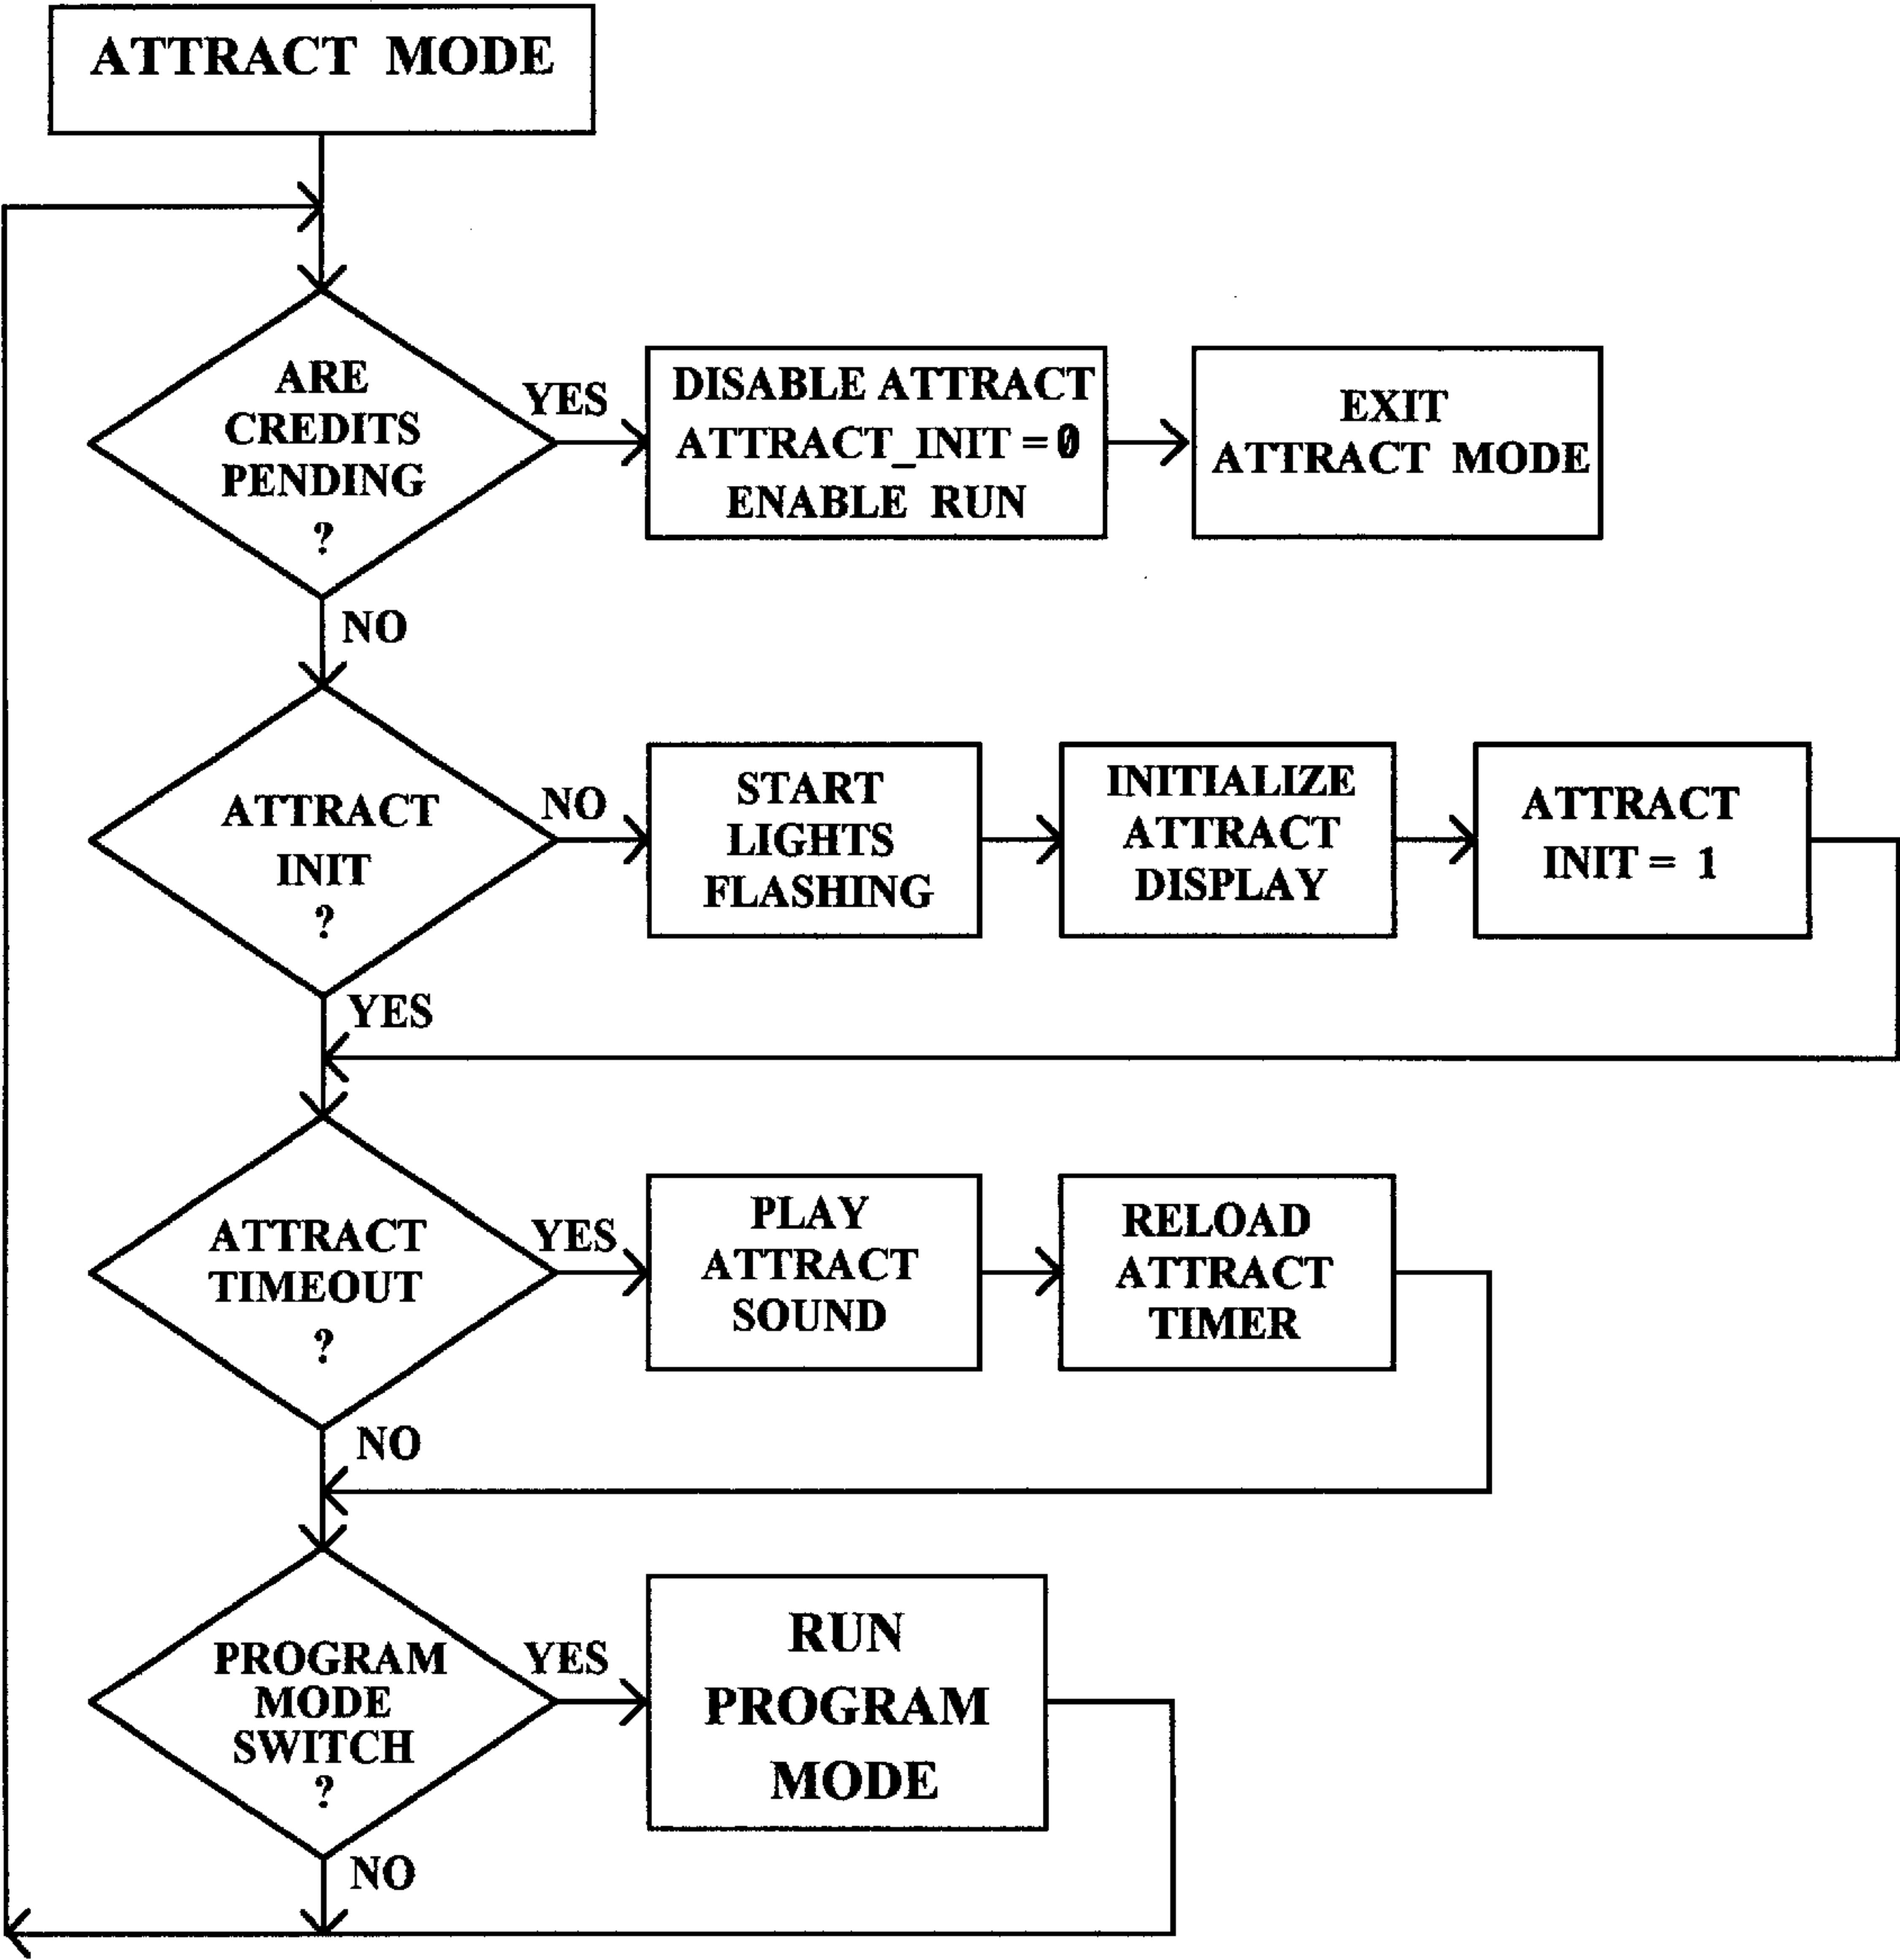 ATTRACT MODE
ARE
CREDITS
PENDING
?
YES
DISABLE ATTRACT
ATTRACT_INIT = 0
ENABLE RUN
EXIT
ATTRACT MODE
NO
ATTRACT
INIT
?
NO
START
LIGHTS
FLASHING
INITIALIZE
ATTRACT
DISPLAY
ATTRACT
INIT = 1
YES
ATTRACT
TIMEOUT
?
YES
PLAY
ATTRACT
SOUND
RELOAD
ATTRACT
TIMER
NO
PROGRAM
MODE
SWITCH
?
YES
RUN
PROGRAM
MODE
NO